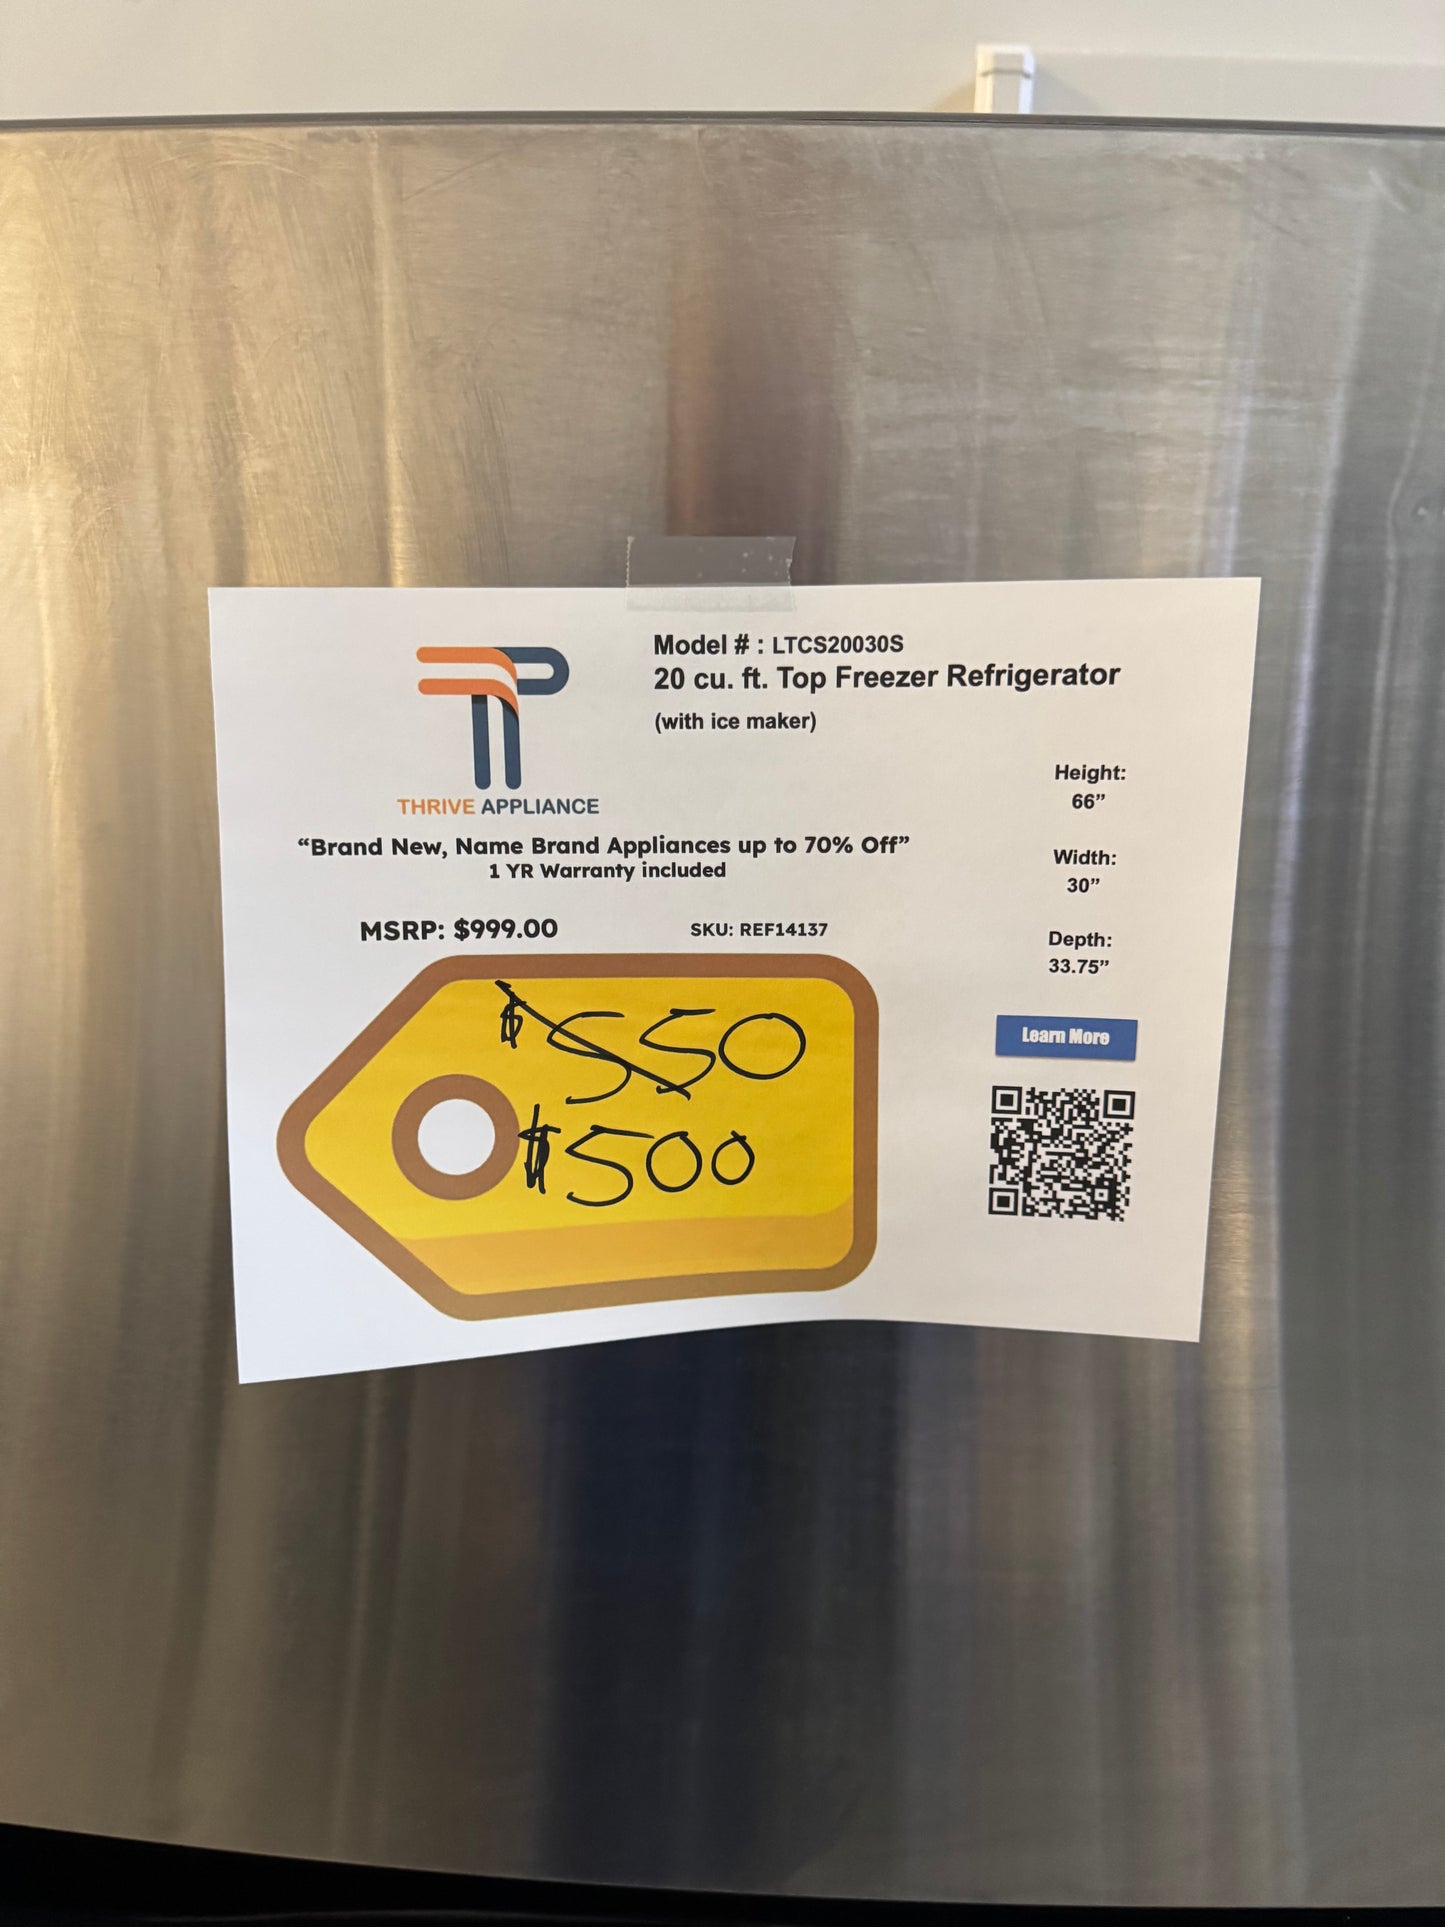 Model # : LTCS20030S
20 cu. ft. Top Freezer Refrigerator
(with ice maker)
THRIVE APPLIANCE
“Brand New, Name Brand Appliances up to 70% Off”
1 YR Warranty included
MSRP: $999.00
SKU: REF14137
$550
$500
Height:
66”
Width:
30”
Depth:
33.75”
Learn More